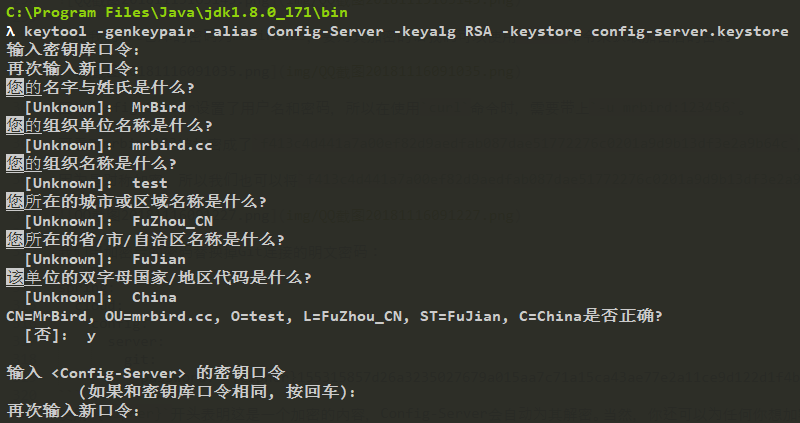 C:\Program Files\Java\jdk1.8.0_171\bin
λ keytool -genkeypair -alias Config-Server -keyalg RSA -keystore config-server.keystore
输入密钥库口令:
再次输入新口令:
您的名字与姓氏是什么?
[Unknown]: MrBird
您的组织单位名称是什么?
[Unknown]: mrbird.cc
您的组织名称是什么?
[Unknown]: test
您所在的城市或区域名称是什么?
[Unknown]: FuZhou_CN
您所在的省/市/自治区名称是什么?
[Unknown]: FuJian
该单位的双字母国家/地区代码是什么?
[Unknown]: China
CN=MrBird, OU=mrbird.cc, O=test, L=FuZhou_CN, ST=FuJian, C=China是否正确?
[否]: y
输入 <Config-Server> 的密钥口令
(如果和密钥库口令相同, 按回车):
再次输入新口令: